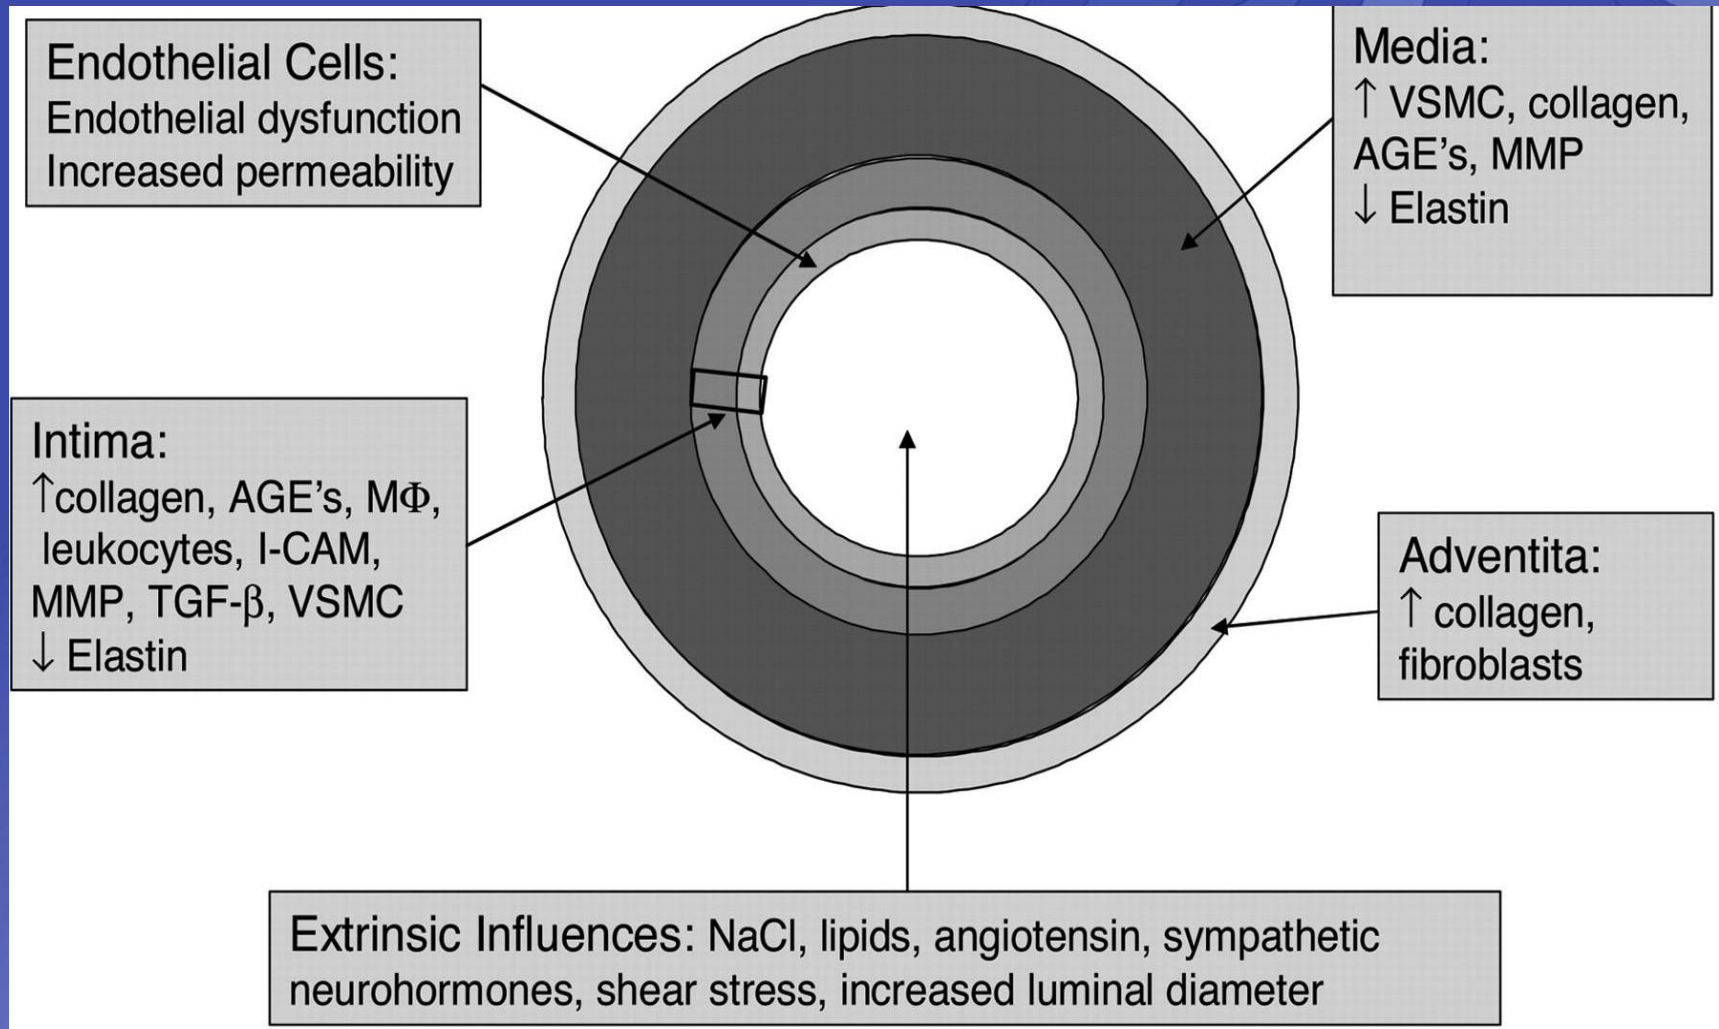 Endothelial Cells:
Endothelial dysfunction
Increased permeability
Media:
↑ VSMC, collagen,
AGE's, MMP
↓ Elastin
Intima:
↑collagen, AGE's, MΦ,
leukocytes, I-CAM,
MMP, TGF-β, VSMC
↓ Elastin
Adventita:
↑ collagen,
fibroblasts
Extrinsic Influences: NaCl, lipids, angiotensin, sympathetic
neurohormones, shear stress, increased luminal diameter